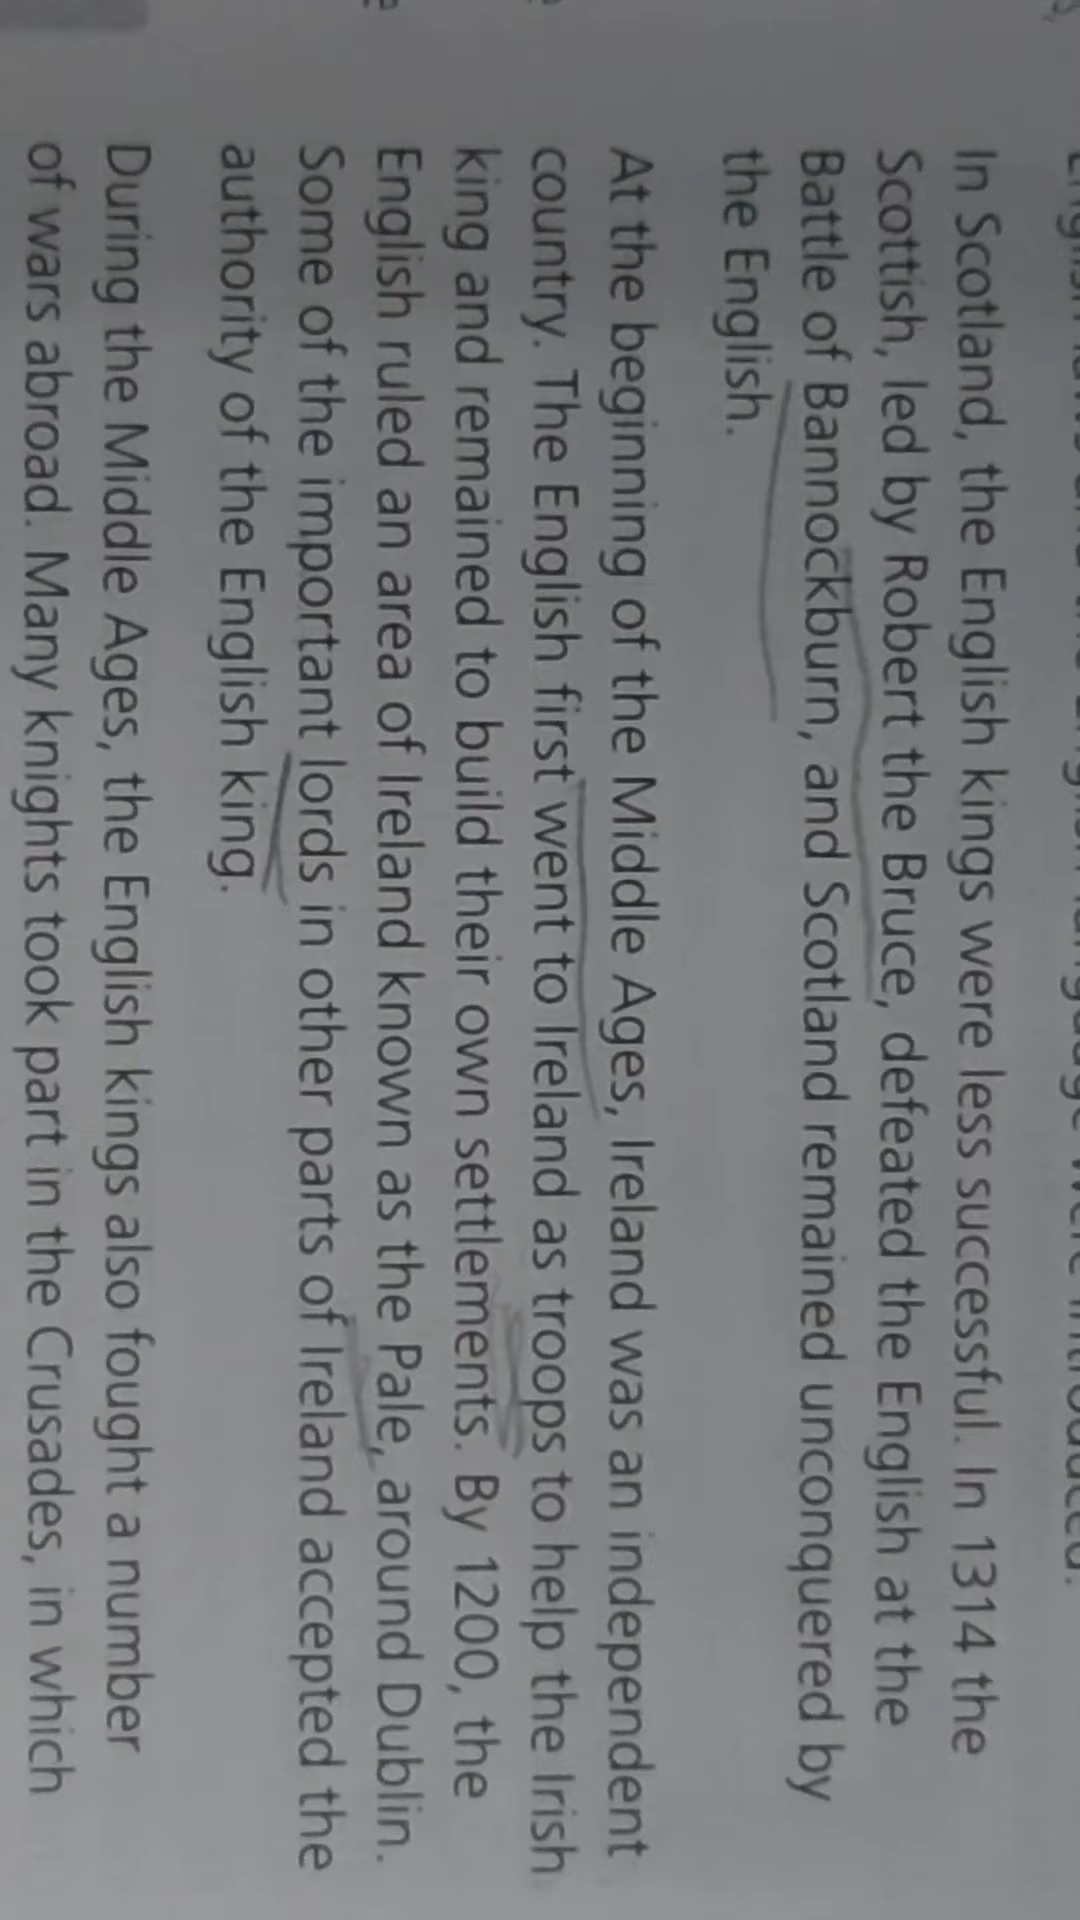 In Scotland, the English kings were less successful. In 1314 the
Scottish, led by Robert the Bruce, defeated the English at the
Battle of Bannockburn, and Scotland remained unconquered by
the English.
At the beginning of the Middle Ages, Ireland was an independent
country. The English first went to Ireland as troops to help the Irish
king and remained to build their own settlements. By 1200, the
English ruled an area of Ireland known as the Pale, around Dublin.
Some of the important lords in other parts of Ireland accepted the
authority of the English king.
During the Middle Ages, the English kings also fought a number
of wars abroad. Many knights took part in the Crusades, in which